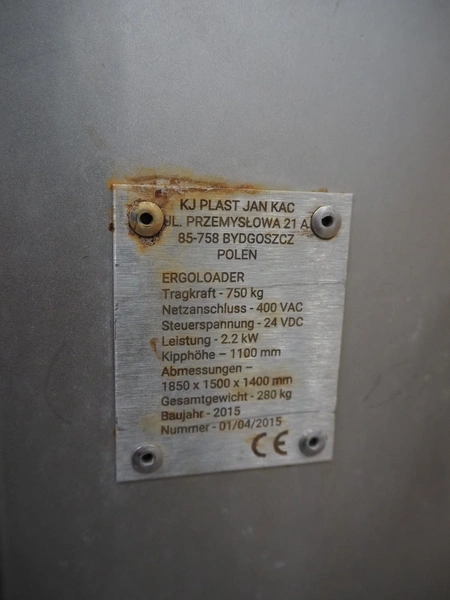 KJ PLAST JAN KAC
UL. PRZEMYSŁOWA 21 A
85-758 BYDGOSZCZ
POLEN
ERGOLOADER
Tragkraft - 750 kg
Netzanschluss - 400 VAC
Steuerspahnung - 24 VDC
Leistung - 2.2 kW
Kipphöhe – 1100 mm
Abmessungen –
1850 x 1500 x 1400 mm
Gesamtgewicht - 280 kg
Baujahr - 2015
Nummer - 01/04/2015
CE